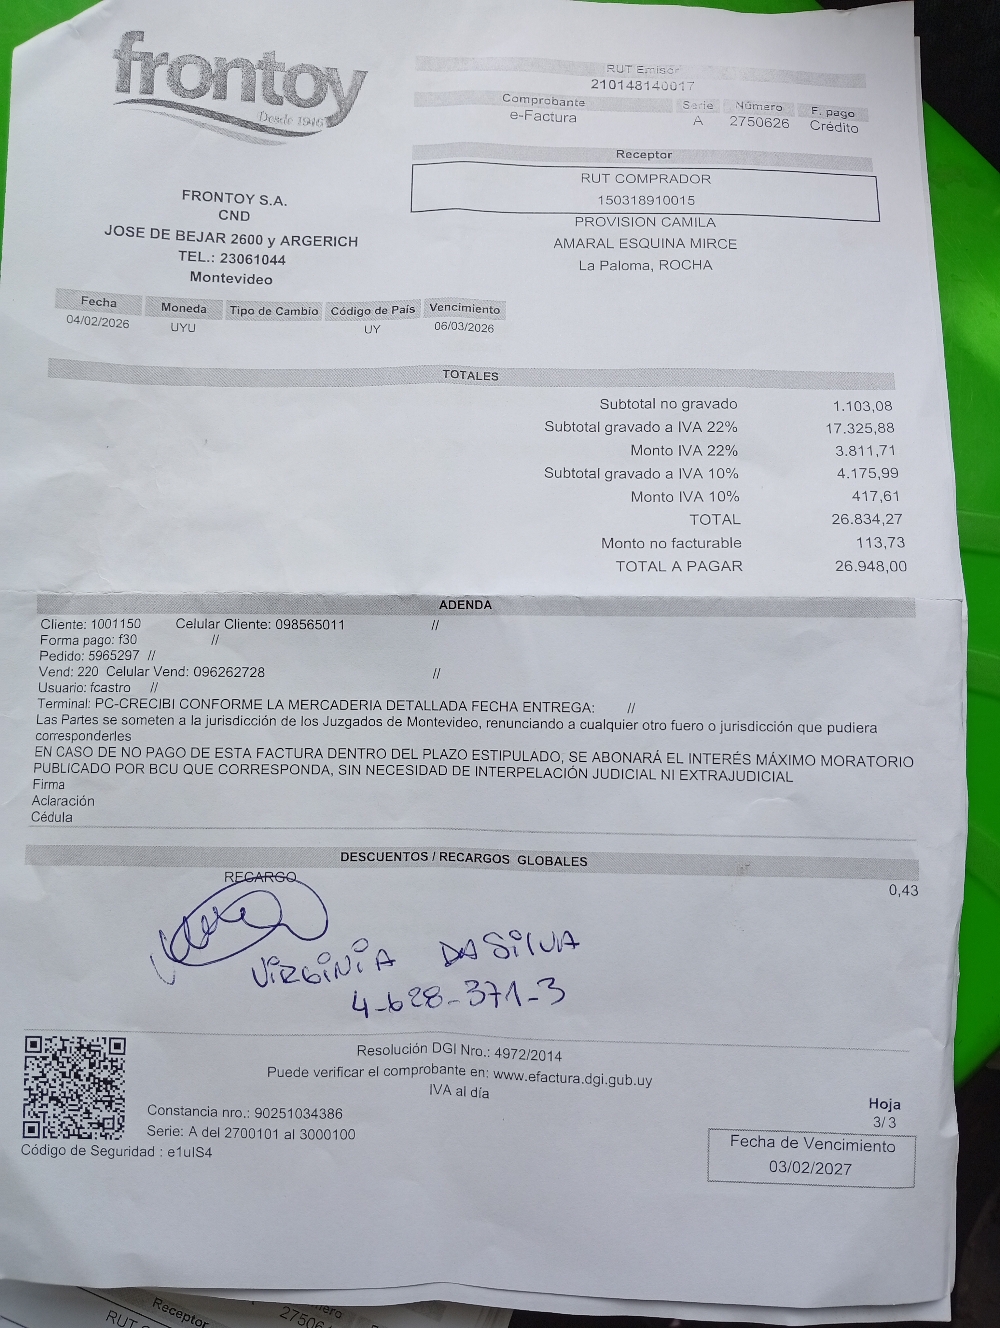 frontoy
Desde 1946
RUT Emisor
210148140017
Comprobante Serie Número F. pago
e-Factura A 2750626 Crédito
Receptor
RUT COMPRADOR
150318910015
PROVISION CAMILA
AMARAL ESQUINA MIRCE
La Paloma, ROCHA
FRONTOY S.A.
CND
JOSE DE BEJAR 2600 y ARGERICH
TEL.: 23061044
Montevideo
Fecha Moneda Tipo de Cambio Código de País Vencimiento
04/02/2026 UYU UY 06/03/2026
TOTALES
Subtotal no gravado 1.103,08
Subtotal gravado a IVA 22% 17.325,88
Monto IVA 22% 3.811,71
Subtotal gravado a IVA 10% 4.175,99
Monto IVA 10% 417,61
TOTAL 26.834,27
Monto no facturable 113,73
TOTAL A PAGAR 26.948,00
ADENDA
Cliente: 1001150 Celular Cliente: 098565011 //
Forma pago: f30 //
Pedido: 5965297 //
Vend: 220 Celular Vend: 096262728 //
Usuario: fcastro //
Terminal: PC-CRECIBI CONFORME LA MERCADERIA DETALLADA FECHA ENTREGA: //
Las Partes se someten a la jurisdicción de los Juzgados de Montevideo, renunciando a cualquier otro fuero o jurisdicción que pudiera
corresponderles
EN CASO DE NO PAGO DE ESTA FACTURA DENTRO DEL PLAZO ESTIPULADO, SE ABONARÁ EL INTERÉS MÁXIMO MORATORIO
PUBLICADO POR BCU QUE CORRESPONDA, SIN NECESIDAD DE INTERPELACIÓN JUDICIAL NI EXTRAJUDICIAL
Firma
Aclaración
Cédula
DESCUENTOS / RECARGOS GLOBALES
RECARGO 0,43
VIRGINIA DA SILVA
4-628-371-3
Resolución DGI Nro.: 4972/2014
Puede verificar el comprobante en: www.efactura.dgi.gub.uy
IVA al día
Constancia nro.: 90251034386
Serie: A del 2700101 al 3000100
Código de Seguridad : e1uIS4
Hoja
3/3
Fecha de Vencimiento
03/02/2027
Receptor
RUT
27506